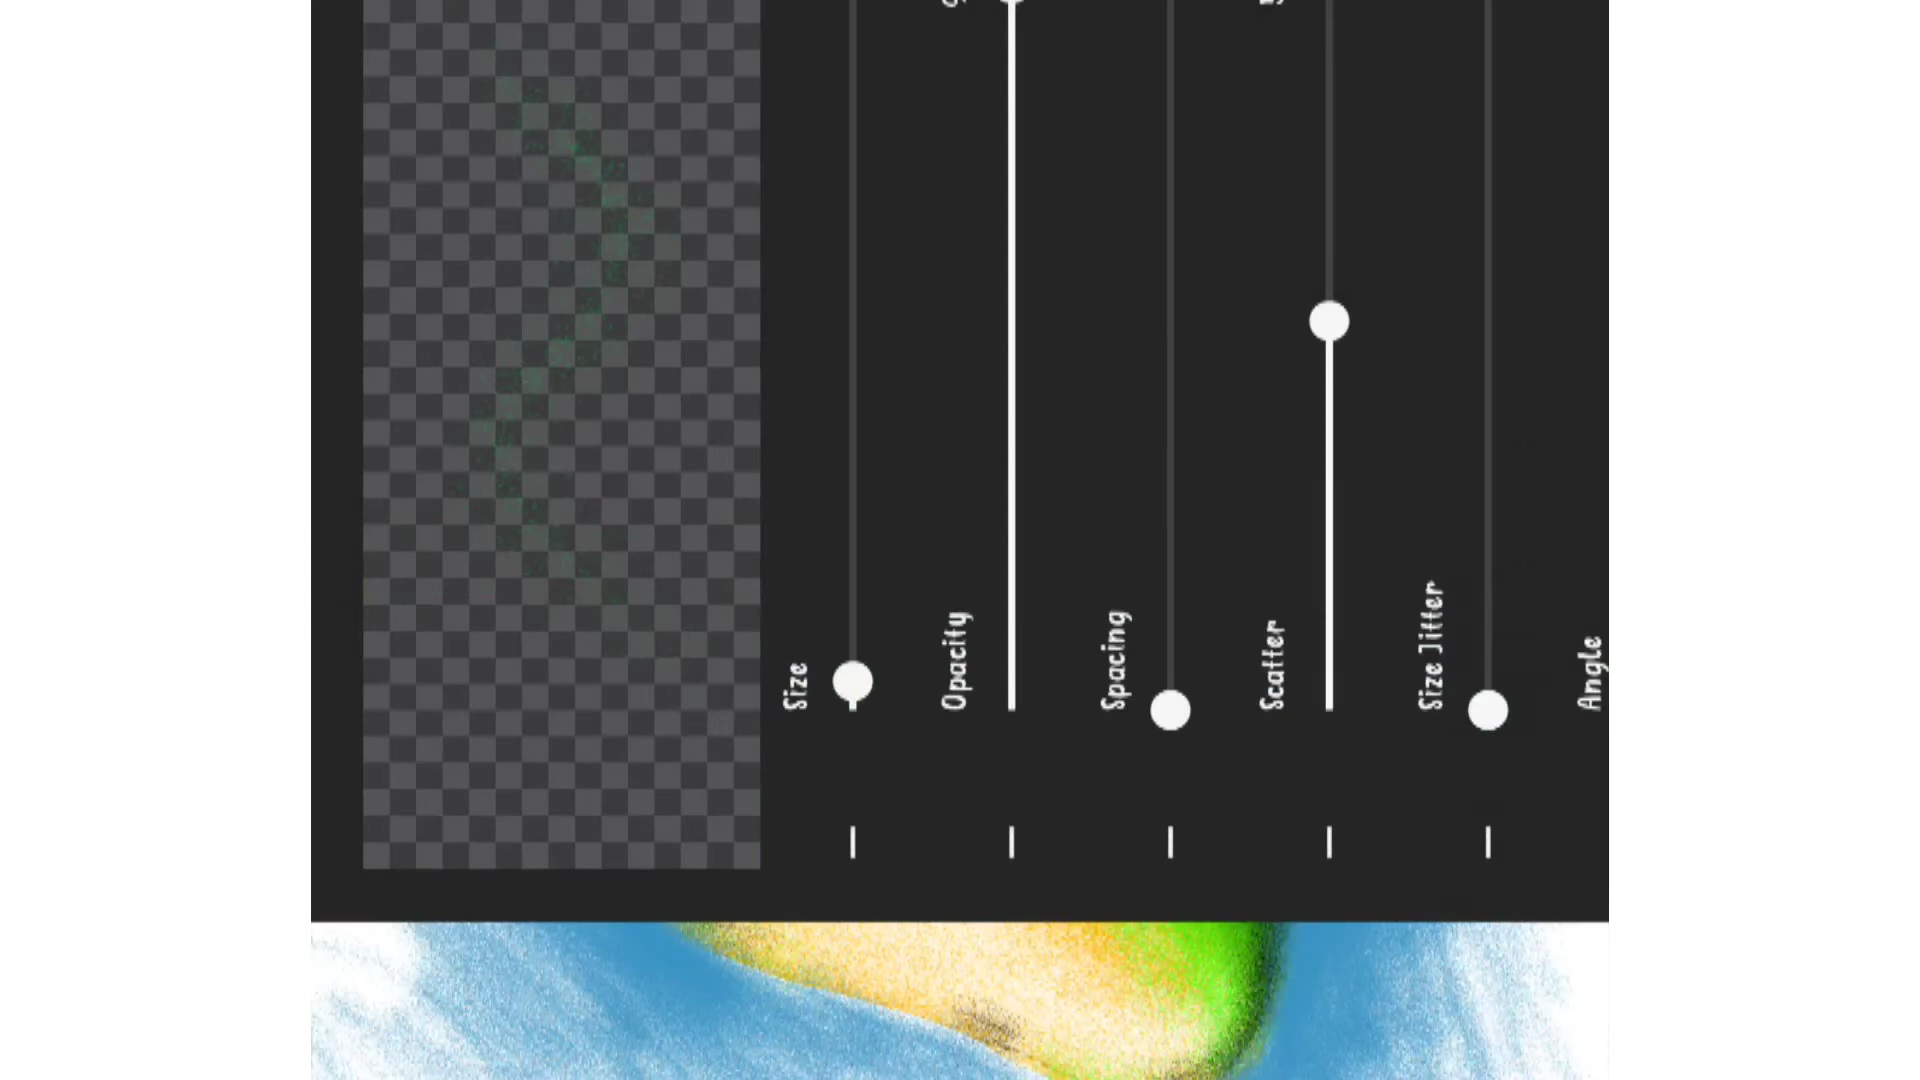 Size
Opacity
Spacing
Scatter
Size Jitter
Angle